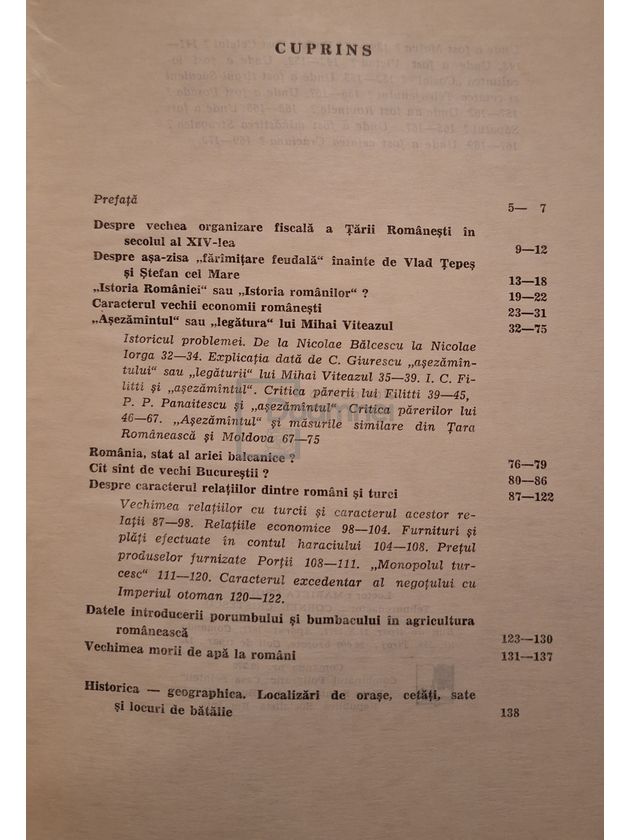 CUPRINS
Prefață 5— 7
Despre vechea organizare fiscală a Țării Românești în
secolul al XIV-lea 9—12
Despre așa-zisa „fărîmițare feudală“ înainte de Vlad Țepeș
și Ștefan cel Mare 13—18
„Istoria României“ sau „Istoria românilor“ ? 19—22
Caracterul vechii economii românești 23—31
„Așezămîntul“ sau „legătura“ lui Mihai Viteazul 32—75
Istoricul problemei. De la Nicolae Bălcescu la Nicolae
Iorga 32—34. Explicația dată de C. Giurescu „așezămîn-
tului“ sau „legăturii“ lui Mihai Viteazul 35—39. I. C. Fi-
litti și „așezămîntul“. Critica părerii lui Filitti 39—45,
P. P. Panaitescu și „așezămîntul“ Critica părerilor lui
46—67. „Așezămîntul“ și măsurile similare din Țara
Românească și Moldova 67—75
România, stat al ariei balcanice ? 76—79
Cît sînt de vechi Bucureștii ? 80—86
Despre caracterul relațiilor dintre români și turci 87—122
Vechimea relațiilor cu turcii și caracterul acestor re-
lații 87—98. Relațiile economice 98—104. Furnituri și
plăți efectuate în contul haraciului 104—108. Prețul
produselor furnizate Porții 108—111. „Monopolul tur-
cesc“ 111—120. Caracterul excedentar al negoțului cu
Imperiul otoman 120—122.
Datele introducerii porumbului și bumbacului în agricultura
românească 123—130
Vechimea morii de apă la români 131—137
Historica — geographica. Localizări de orașe, cetăți, sate
și locuri de bătălie 138